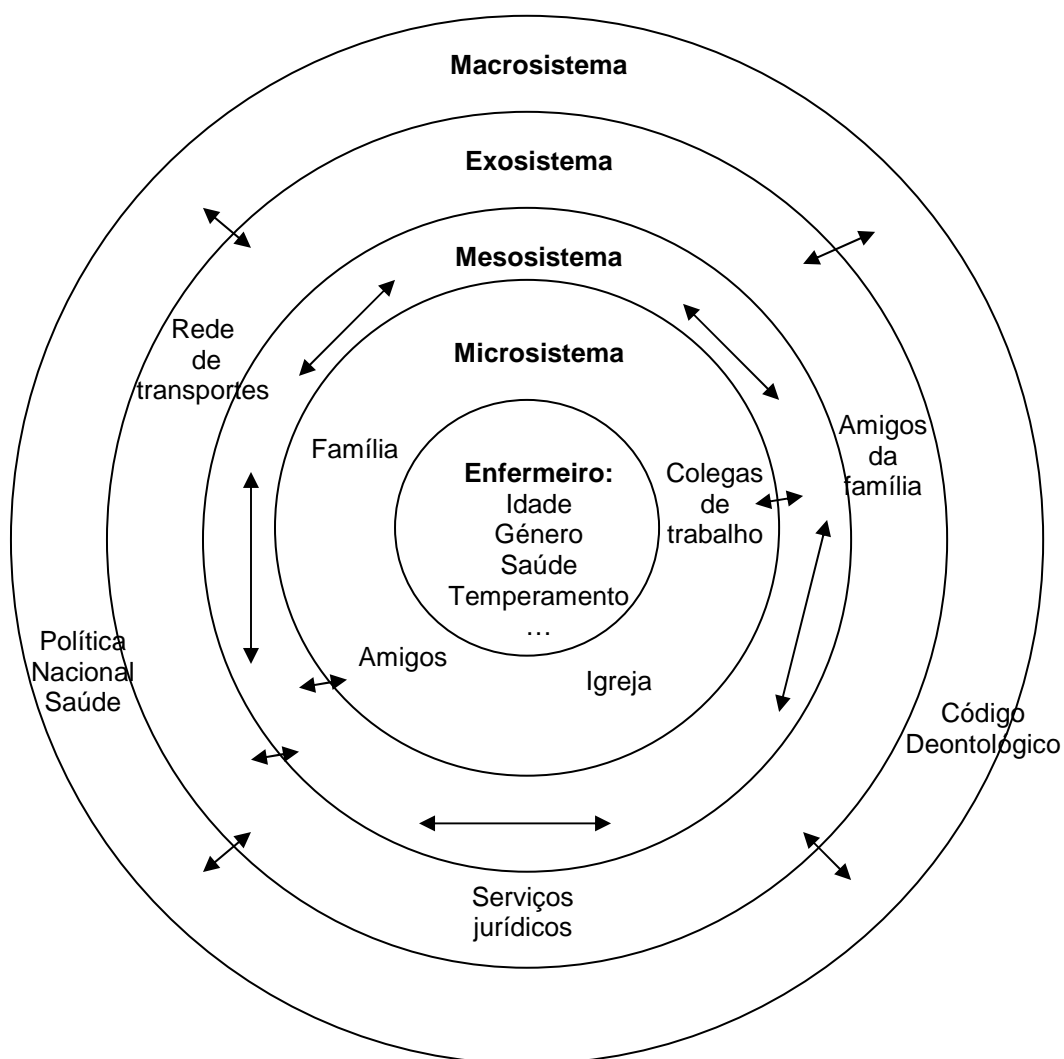 Macrosistema
Exosistema
Mesosistema
Microsistema
Rede
de
transportes
Família
Enfermeiro:
Idade
Género
Saúde
Temperamento
…
Colegas
de
trabalho
Amigos
da
família
Amigos
Igreja
Política
Nacional
Saúde
Código
Deontológico
Serviços
jurídicos